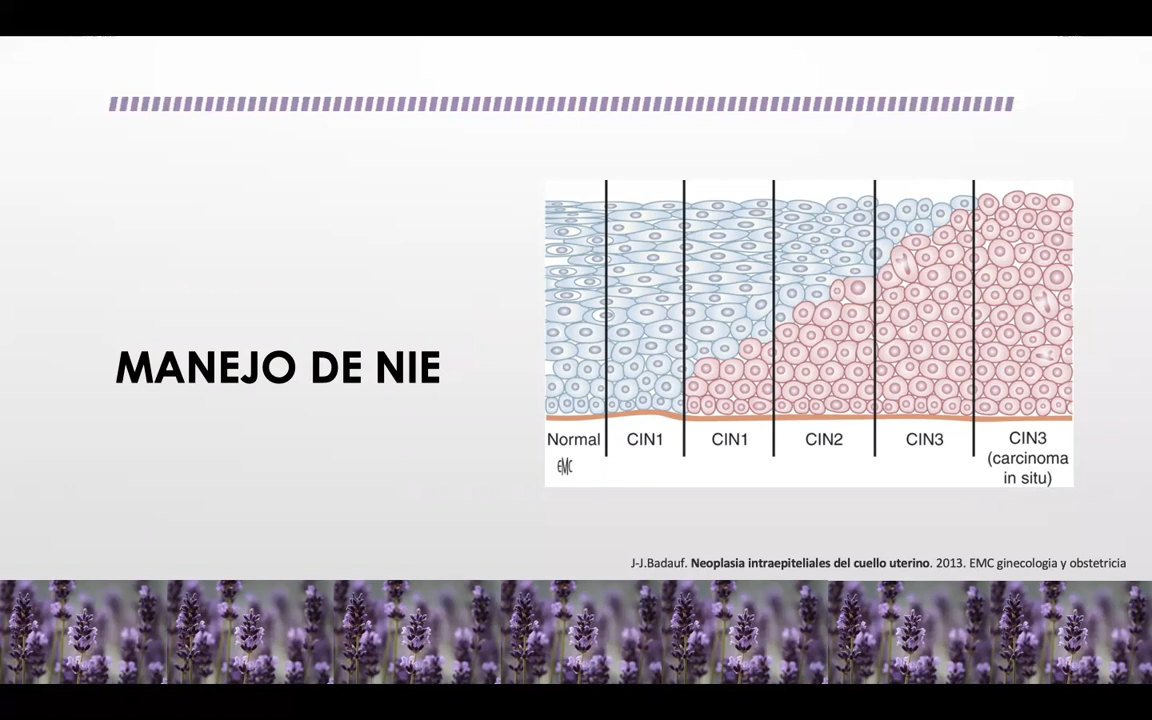 MANEJO DE NIE
Normal
CIN1
CIN1
CIN2
CIN3
CIN3
(carcinoma
in situ)
EMC
J-J.Badauf. Neoplasia intraepiteliales del cuello uterino. 2013. EMC ginecologia y obstetricia